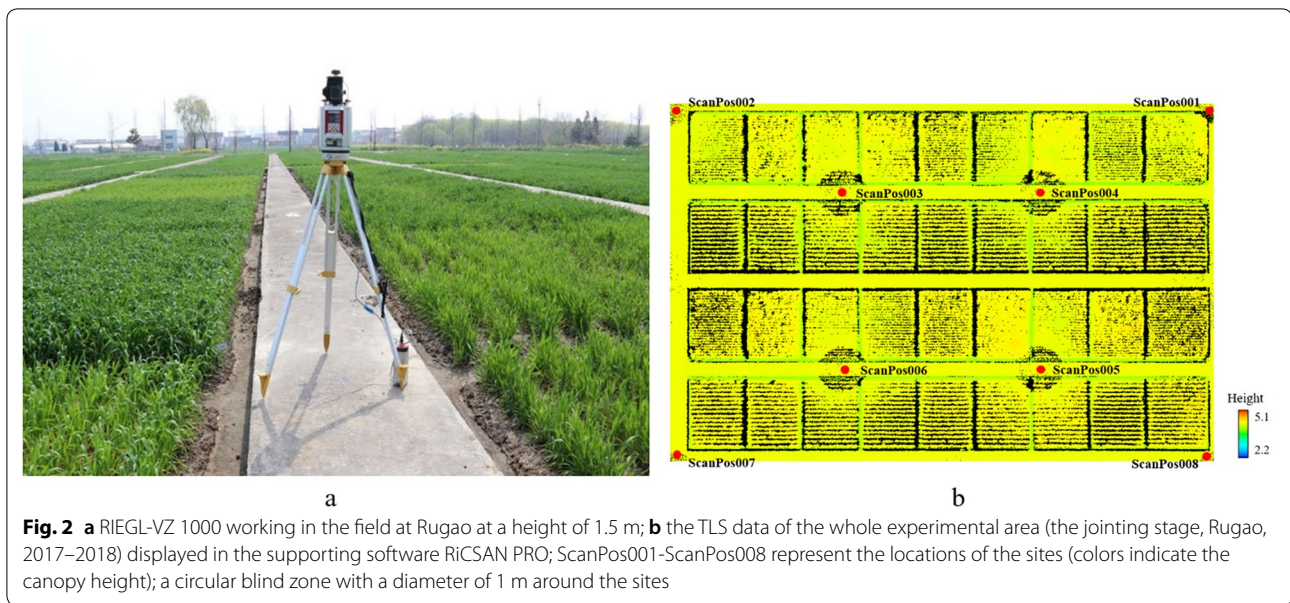 ScanPos002
ScanPos001
ScanPos003
ScanPos004
ScanPos006
ScanPos005
Height
5.1
2.2
ScanPos007
ScanPos008
a
b
Fig. 2 a RIEGL-VZ 1000 working in the field at Rugao at a height of 1.5 m; b the TLS data of the whole experimental area (the jointing stage, Rugao,
2017–2018) displayed in the supporting software RiCSAN PRO; ScanPos001-ScanPos008 represent the locations of the sites (colors indicate the
canopy height); a circular blind zone with a diameter of 1 m around the sites